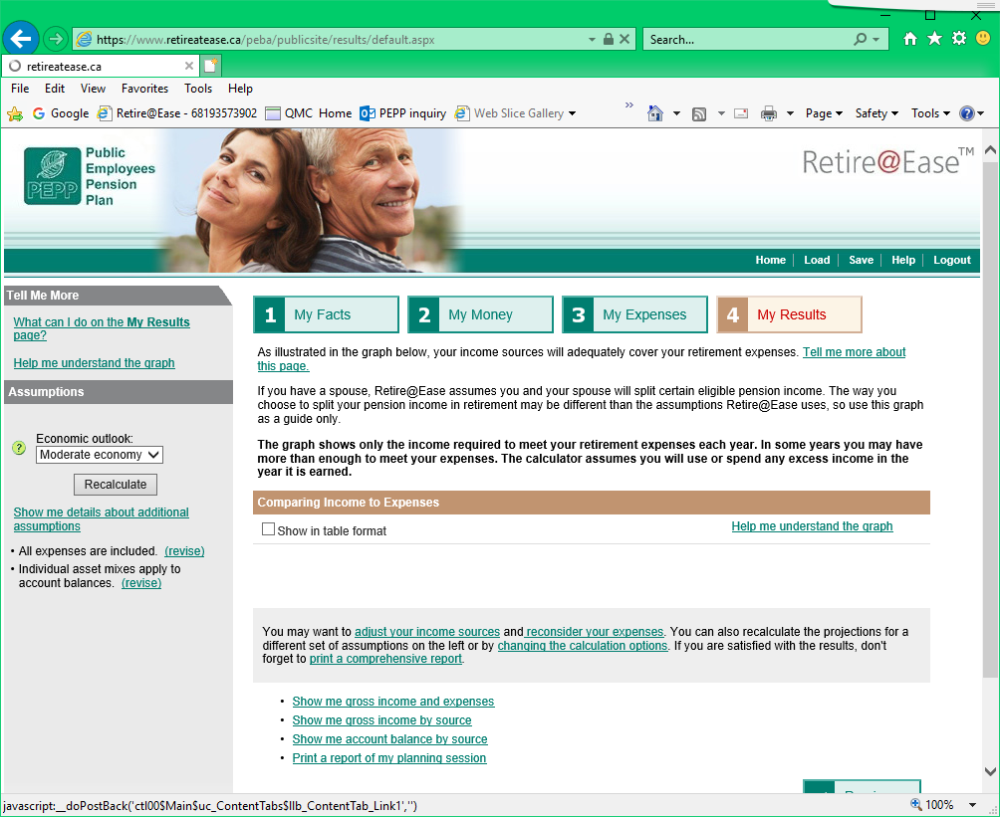 https://www.retireatease.ca/peba/publicsite/results/default.aspx
Search...
retireatease.ca
File Edit View Favorites Tools Help
Google Retire@Ease - 68193573902 QMC Home PEPP inquiry Web Slice Gallery
Page Safety Tools
PEPP
Public
Employees
Pension
Plan
Retire@Ease™
Home Load Save Help Logout
Tell Me More
What can I do on the My Results
page?
Help me understand the graph
Assumptions
? Economic outlook:
Moderate economy
Recalculate
Show me details about additional
assumptions
• All expenses are included. (revise)
• Individual asset mixes apply to
account balances. (revise)
1 My Facts
2 My Money
3 My Expenses
4 My Results
As illustrated in the graph below, your income sources will adequately cover your retirement expenses. Tell me more about
this page.
If you have a spouse, Retire@Ease assumes you and your spouse will split certain eligible pension income. The way you
choose to split your pension income in retirement may be different than the assumptions Retire@Ease uses, so use this graph
as a guide only.
The graph shows only the income required to meet your retirement expenses each year. In some years you may have
more than enough to meet your expenses. The calculator assumes you will use or spend any excess income in the
year it is earned.
Comparing Income to Expenses
Show in table format
Help me understand the graph
You may want to adjust your income sources and reconsider your expenses. You can also recalculate the projections for a
different set of assumptions on the left or by changing the calculation options. If you are satisfied with the results, don't
forget to print a comprehensive report.
• Show me gross income and expenses
• Show me gross income by source
• Show me account balance by source
• Print a report of my planning session
javascript:__doPostBack('ctl00$Main$uc_ContentTabs$llb_ContentTab_Link1','')
100%